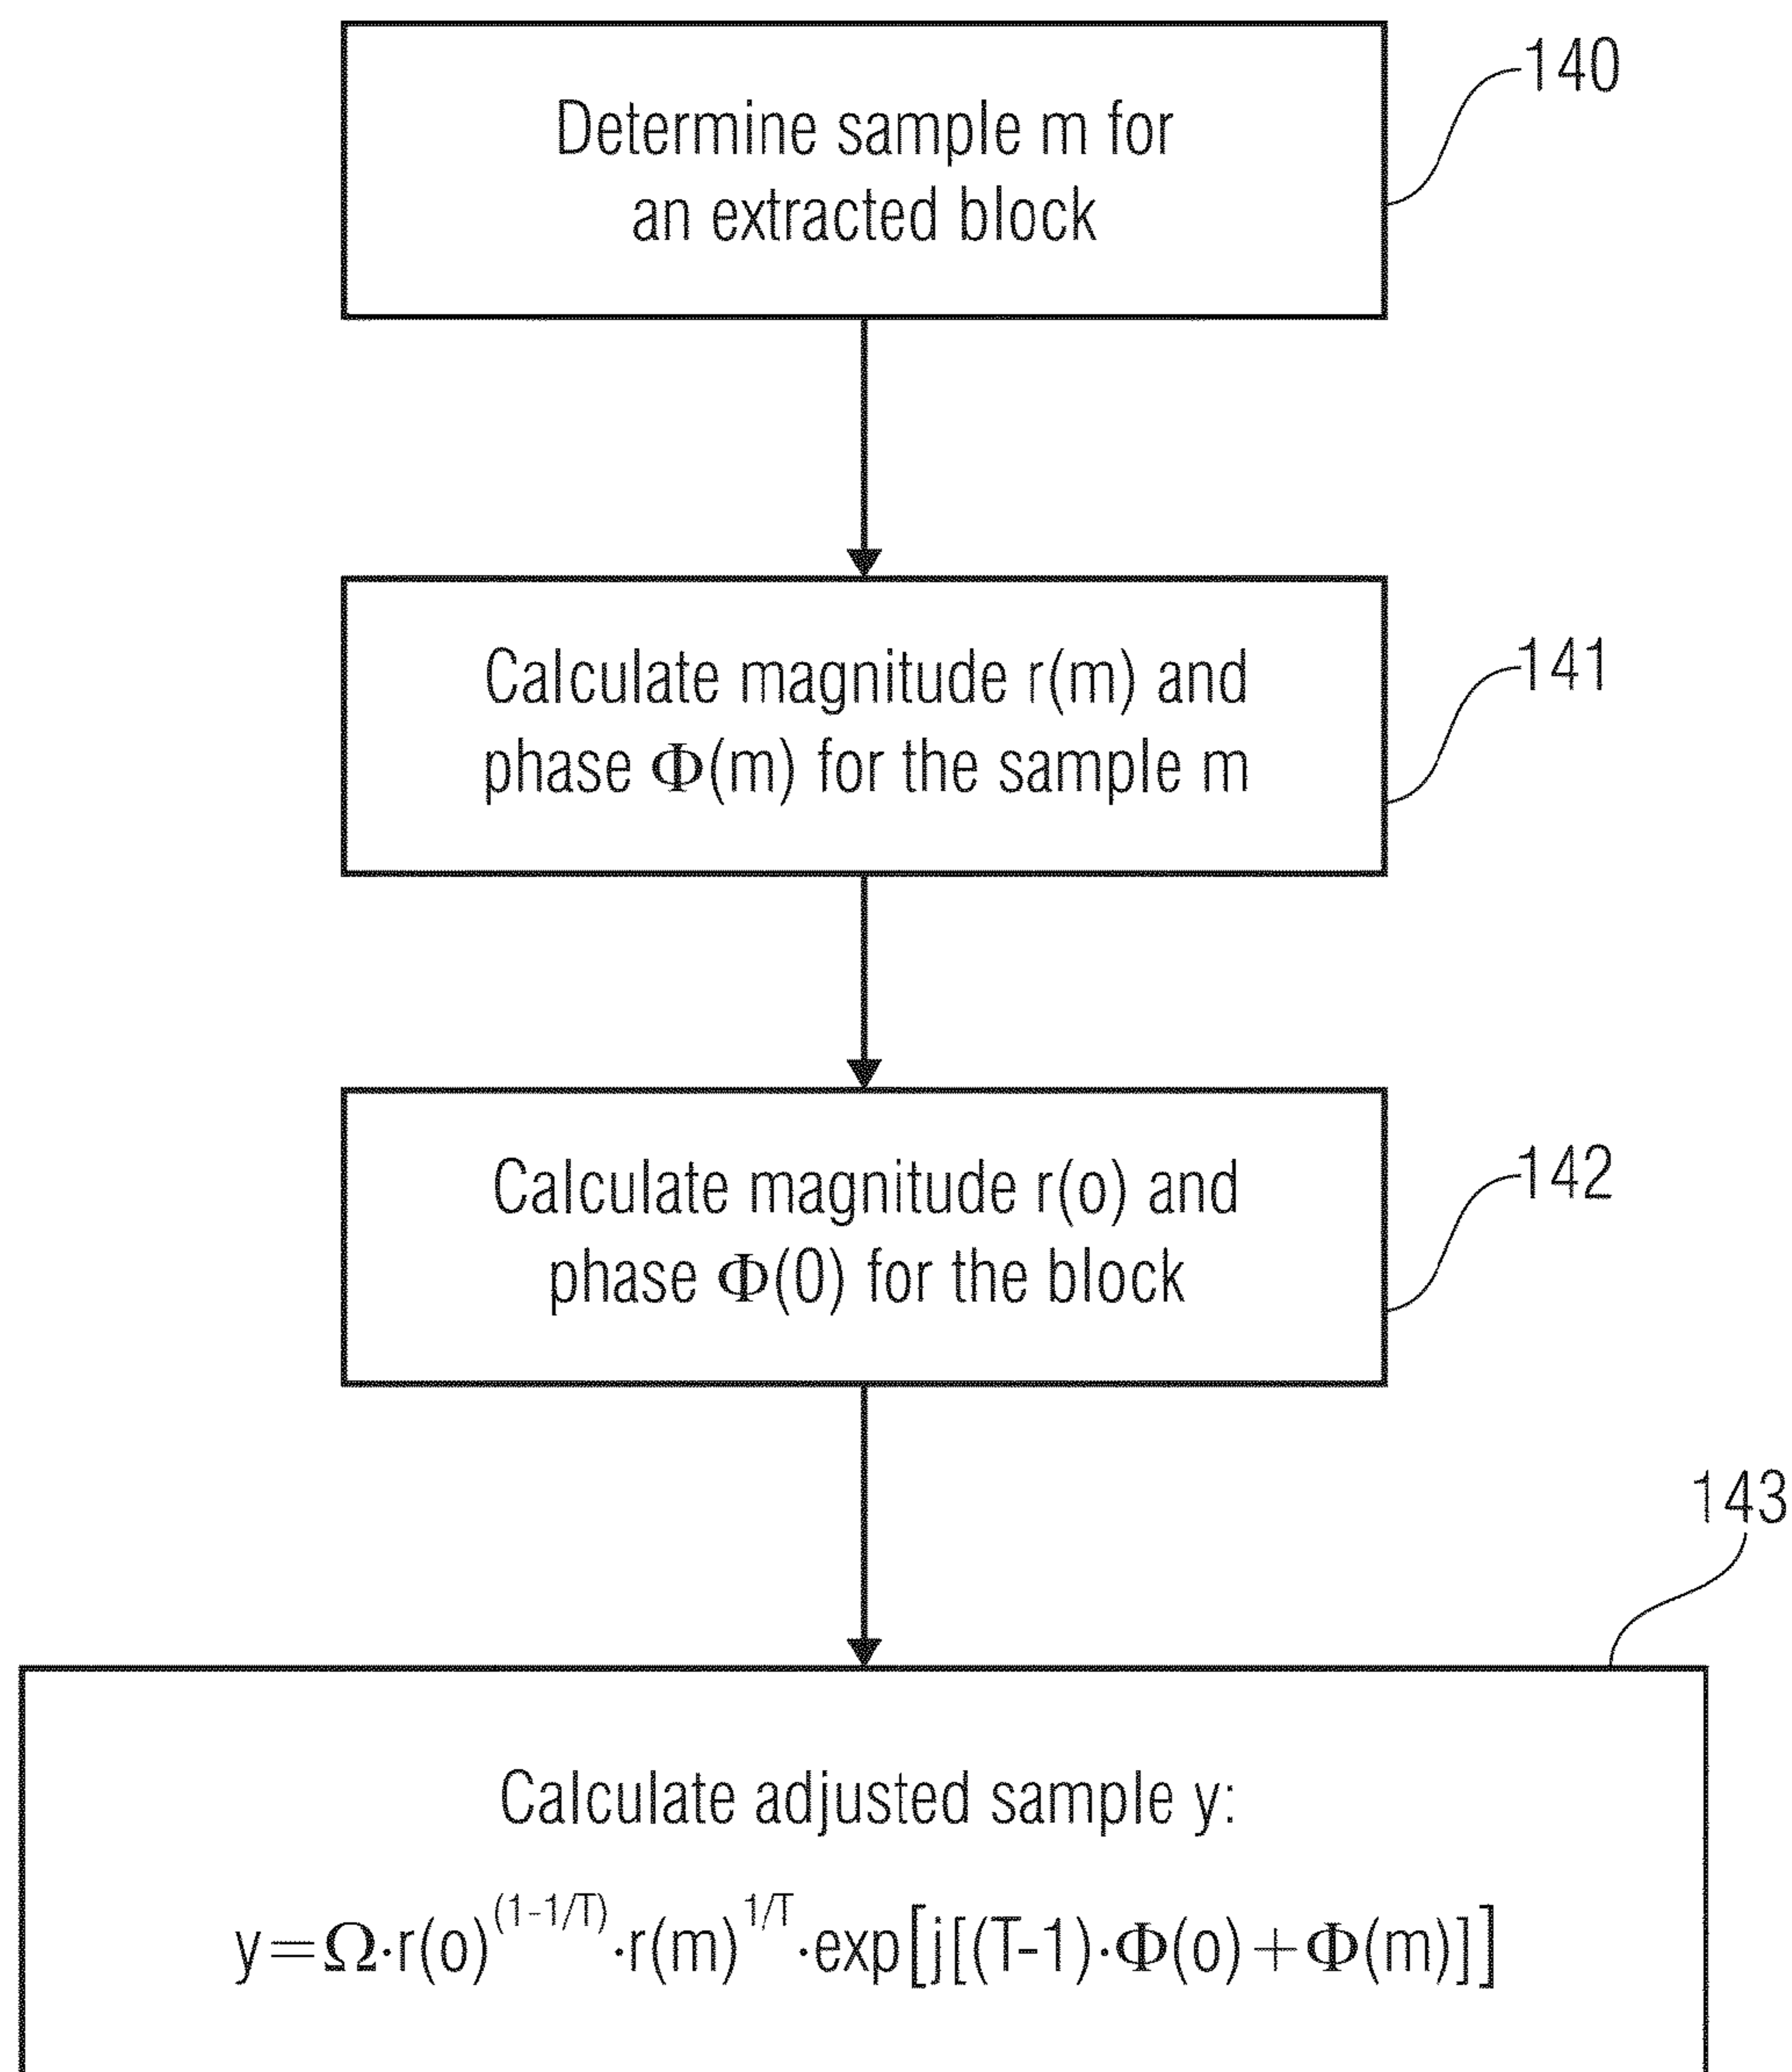 140
Determine sample m for
an extracted block
141
Calculate magnitude r(m) and
phase Φ(m) for the sample m
142
Calculate magnitude r(o) and
phase Φ(0) for the block
143
Calculate adjusted sample y:
y=Ω·r(o)^(1-1/T)·r(m)^1/T·exp[j[(T-1)·Φ(o)+Φ(m)]]